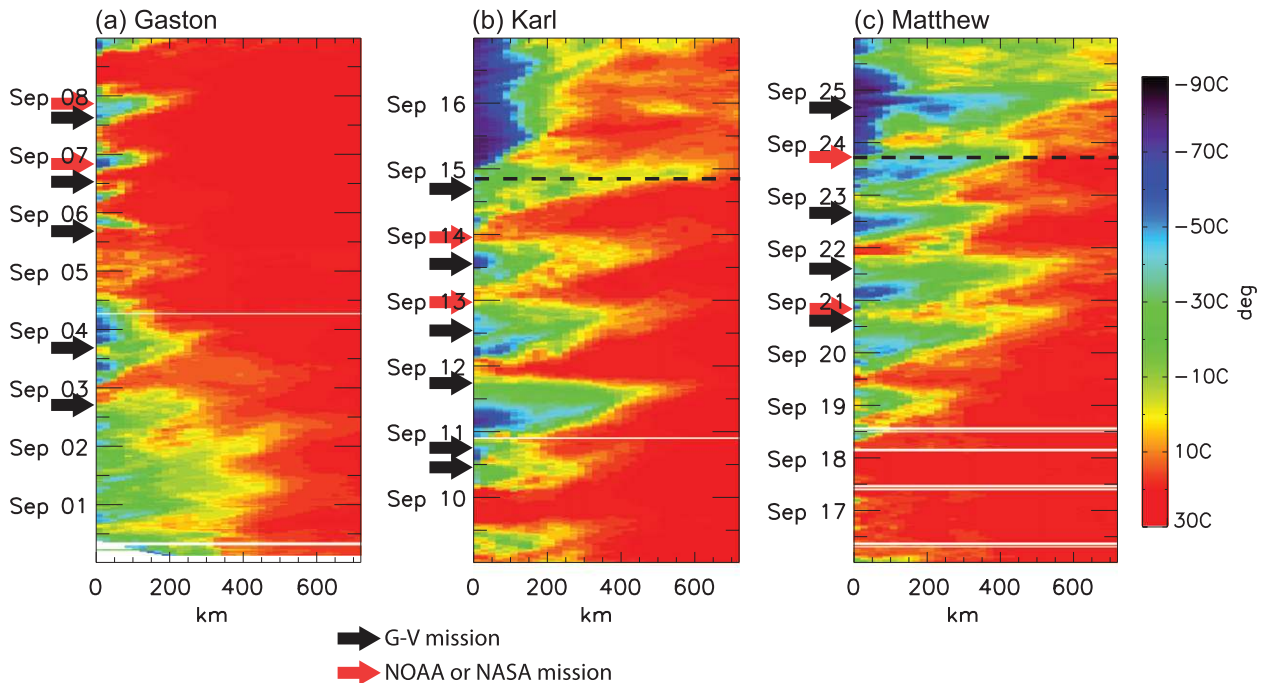 (a) Gaston
(b) Karl
(c) Matthew
Sep 08
Sep 07
Sep 06
Sep 05
Sep 04
Sep 03
Sep 02
Sep 01
0 200 400 600
km
Sep 16
Sep 15
Sep 14
Sep 13
Sep 12
Sep 11
Sep 10
0 200 400 600
km
Sep 25
Sep 24
Sep 23
Sep 22
Sep 21
Sep 20
Sep 19
Sep 18
Sep 17
0 200 400 600
km
−90C
−70C
−50C
−30C
−10C
10C
30C
deg
G-V mission
NOAA or NASA mission